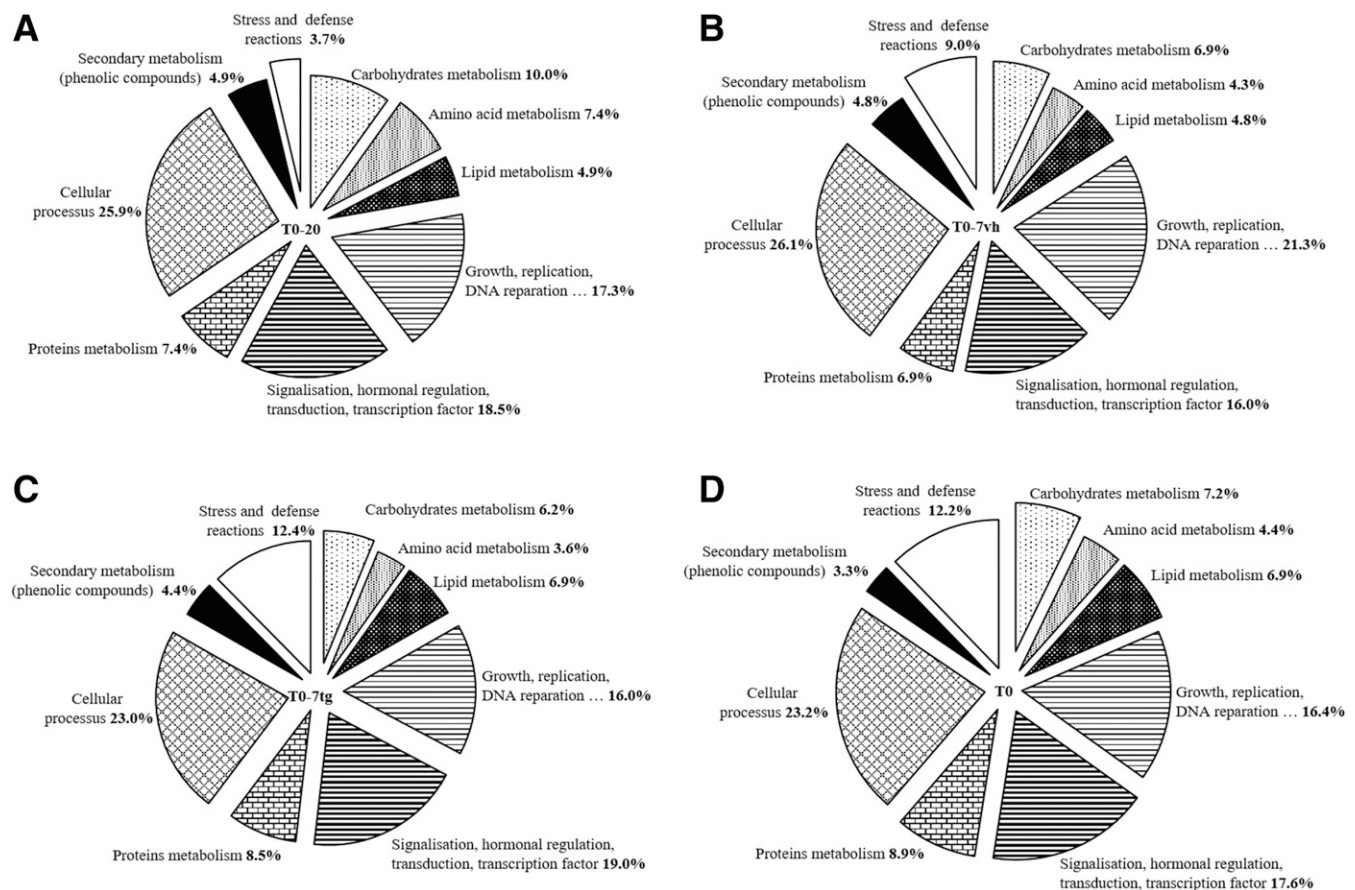 A
Stress and defense
reactions 3.7%
Secondary metabolism
(phenolic compounds) 4.9%
Carbohydrates metabolism 10.0%
Amino acid metabolism 7.4%
Lipid metabolism 4.9%
Cellular
processus 25.9%
T0-20
Growth, replication,
DNA reparation … 17.3%
Proteins metabolism 7.4%
Signalisation, hormonal regulation,
transduction, transcription factor 18.5%
B
Stress and defense
reactions 9.0%
Carbohydrates metabolism 6.9%
Secondary metabolism
(phenolic compounds) 4.8%
Amino acid metabolism 4.3%
Lipid metabolism 4.8%
Cellular
processus 26.1%
T0-7vh
Growth, replication,
DNA reparation … 21.3%
Proteins metabolism 6.9%
Signalisation, hormonal regulation,
transduction, transcription factor 16.0%
C
Stress and defense
reactions 12.4%
Carbohydrates metabolism 6.2%
Secondary metabolism
(phenolic compounds) 4.4%
Amino acid metabolism 3.6%
Lipid metabolism 6.9%
Cellular
processus 23.0%
T0-7tg
Growth, replication,
DNA reparation … 16.0%
Proteins metabolism 8.5%
Signalisation, hormonal regulation,
transduction, transcription factor 19.0%
D
Stress and defense
reactions 12.2%
Carbohydrates metabolism 7.2%
Secondary metabolism
(phenolic compounds) 3.3%
Amino acid metabolism 4.4%
Lipid metabolism 6.9%
Cellular
processus 23.2%
T0
Growth, replication,
DNA reparation … 16.4%
Proteins metabolism 8.9%
Signalisation, hormonal regulation,
transduction, transcription factor 17.6%